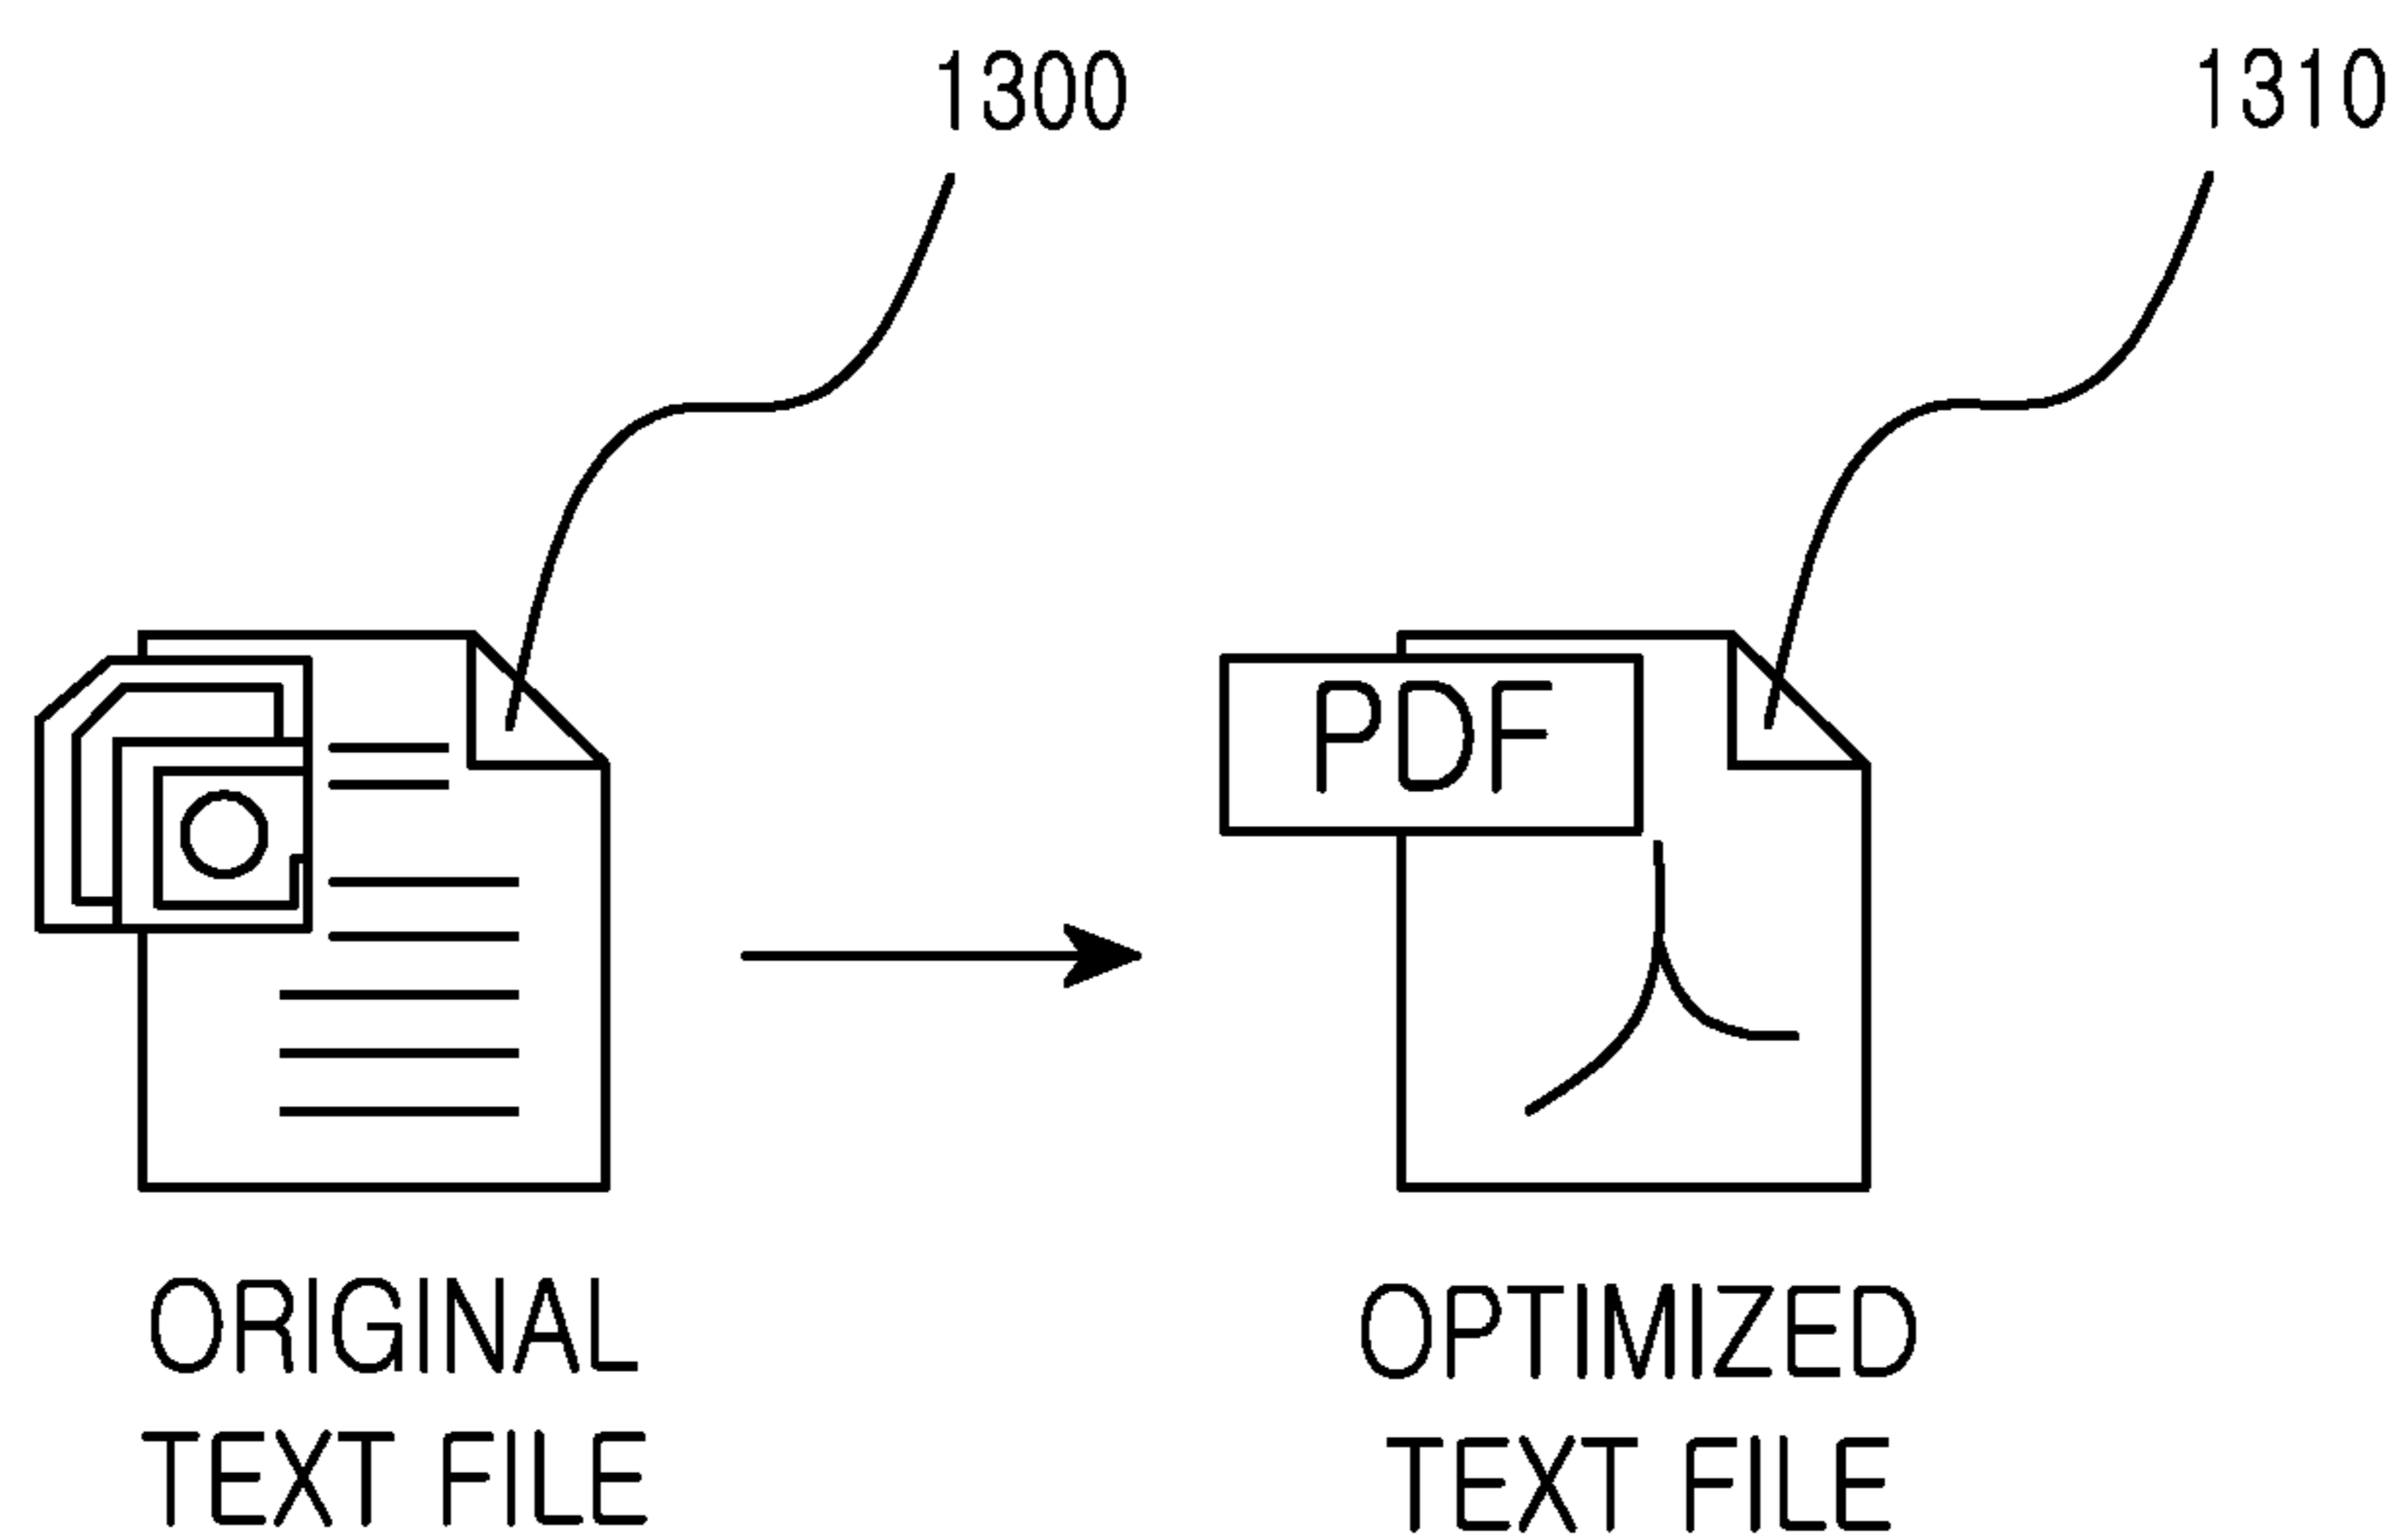 1300
1310
PDF
ORIGINAL
TEXT FILE
OPTIMIZED
TEXT FILE